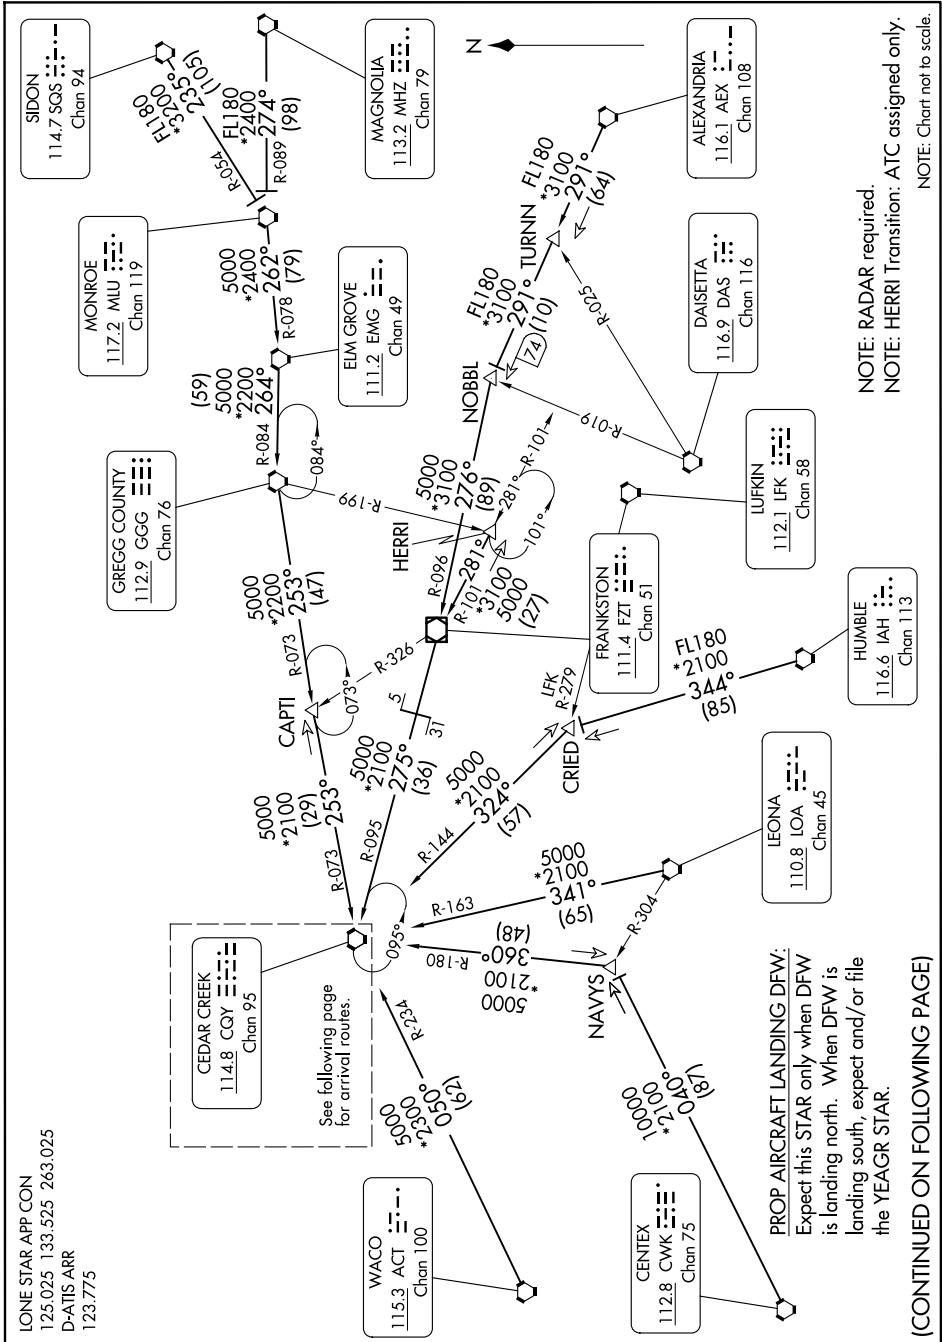 LONE STAR APP CON
125.025 133.525 263.025
D-ATIS ARR
123.775
CEDAR CREEK
114.8 CQY
Chan 95
See following page
for arrival routes.
GREGG COUNTY
112.9 GGG
Chan 76
MONROE
117.2 MLU
Chan 119
SIDON
114.7 SQS
Chan 94
FL180
*3200
235°
(105)
R-054
FL180
*2400
274°
(98)
R-089
MAGNOLIA
113.2 MHZ
Chan 79
5000
*2400
262°
(79)
R-078
ELM GROVE
111.2 EMG
Chan 49
(59)
5000
*2200
264°
R-084
084°
R-199
5000
*2200
253°
(47)
R-073
CAPTI
073°
R-326
5000
*2100
(29)
253°
R-073
095°
R-095
5000
*2100
275°
(36)
5
31
HERRI
R-101
281°
*3100
5000
(27)
281°
R-101
101°
R-096
5000
*3100
276°
(89)
NOBBL
FL180
*3100
291°
(10)
74
TURNN
FL180
*3100
291°
(64)
ALEXANDRIA
116.1 AEX
Chan 108
N
R-025
R-019
DAISETTA
116.9 DAS
Chan 116
LUFKIN
112.1 LFK
Chan 58
FRANKSTON
111.4 FZT
Chan 51
LFK
R-279
CRIED
FL180
*2100
344°
(85)
HUMBLE
116.6 IAH
Chan 113
5000
*2100
324°
(57)
R-144
5000
*2100
341°
(65)
R-163
LEONA
110.8 LOA
Chan 45
R-304
NAVYS
R-180
360°
(48)
*2100
5000
R-234
5000
*2300
050°
(62)
WACO
115.3 ACT
Chan 100
10000
*2100
040°
(87)
CENTEX
112.8 CWK
Chan 75
PROP AIRCRAFT LANDING DFW:
Expect this STAR only when DFW
is landing north. When DFW is
landing south, expect and/or file
the YEAGR STAR.
NOTE: RADAR required.
NOTE: HERRI Transition: ATC assigned only.
NOTE: Chart not to scale.
(CONTINUED ON FOLLOWING PAGE)